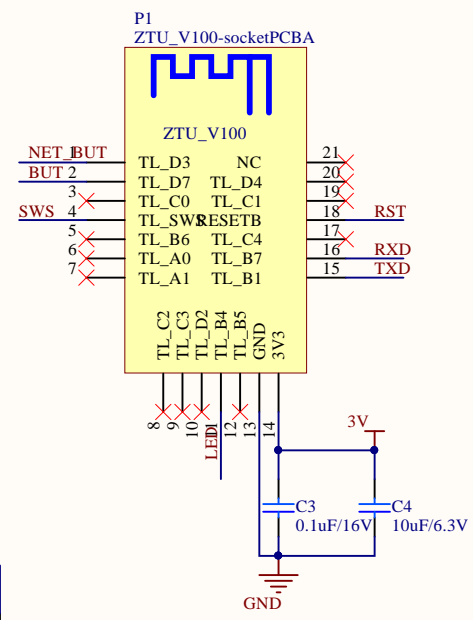 P1
ZTU_V100-socketPCBA
ZTU_V100
NET_BUT 1 TL_D3 NC 21
BUT 2 TL_D7 TL_D4 20
3 TL_C0 TL_C1 19
SWS 4 TL_SWS RESETB 18 RST
5 TL_B6 TL_C4 17
6 TL_A0 TL_B7 16 RXD
7 TL_A1 TL_B1 15 TXD
TL_C2
TL_C3
TL_D2
TL_B4
TL_B5
GND
3V3
8
9
10
11
12
13
14
LED
3V
C3
0.1uF/16V
C4
10uF/6.3V
GND